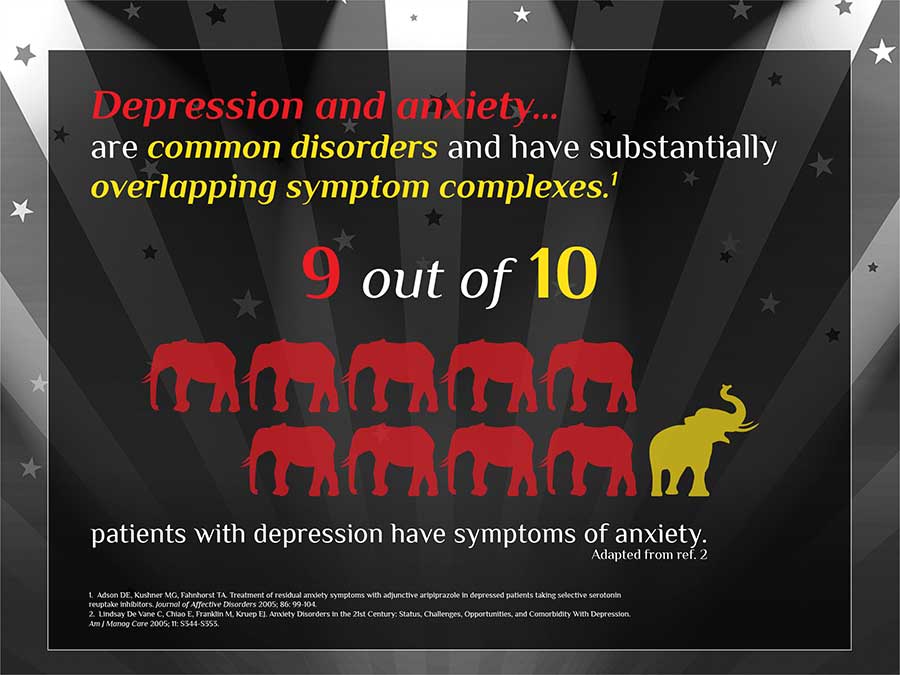 Depression and anxiety...
are common disorders and have substantially
overlapping symptom complexes.¹
9 out of 10
patients with depression have symptoms of anxiety.
Adapted from ref. 2
1. Adson DE, Kushner MG, Fahnhorst TA. Treatment of residual anxiety symptoms with adjunctive aripiprazole in depressed patients taking selective serotonin
reuptake inhibitors. Journal of Affective Disorders 2005; 86: 99-104.
2. Lindsay De Vane C, Chiao E, Franklin M, Kruep EJ. Anxiety Disorders in the 21st Century: Status, Challenges, Opportunities, and Comorbidity With Depression.
Am J Manag Care 2005; 11: S344-S353.